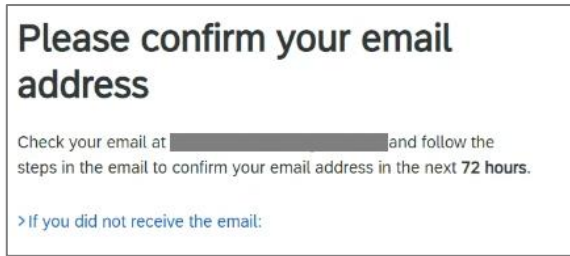 Please confirm your email
address
Check your email at and follow the
steps in the email to confirm your email address in the next 72 hours.
>If you did not receive the email: